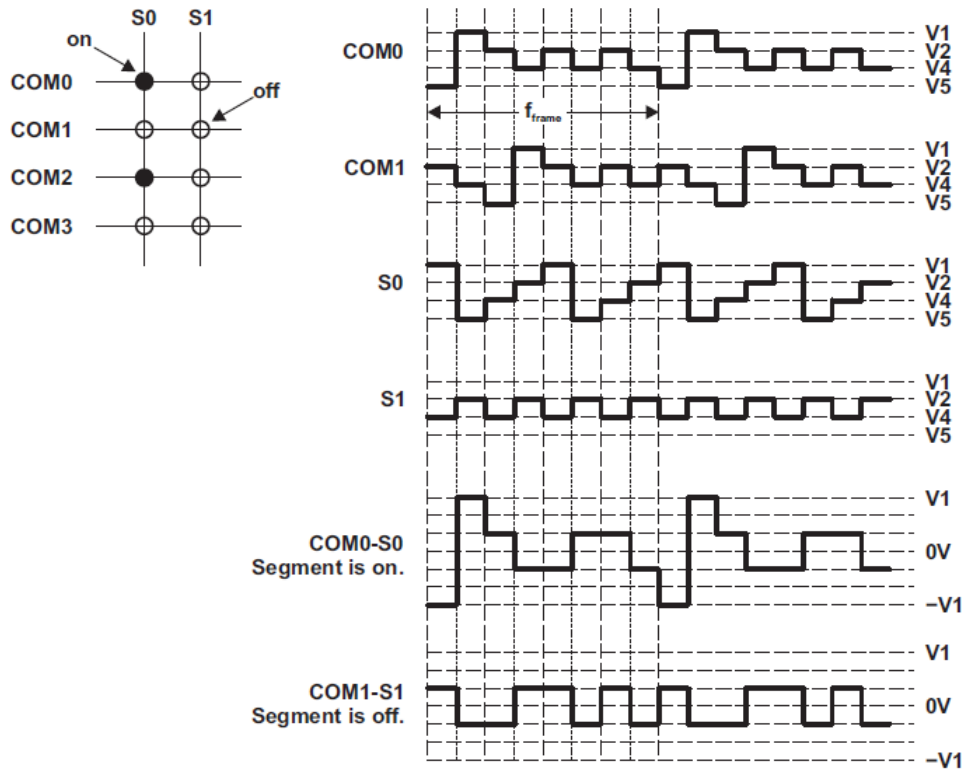 S0 S1
on
COM0
off
COM1
COM2
COM3
COM0
V1
V2
V4
V5
fframe
COM1
V1
V2
V4
V5
S0
V1
V2
V4
V5
S1
V1
V2
V4
V5
COM0-S0
Segment is on.
V1
0V
−V1
COM1-S1
Segment is off.
V1
0V
−V1